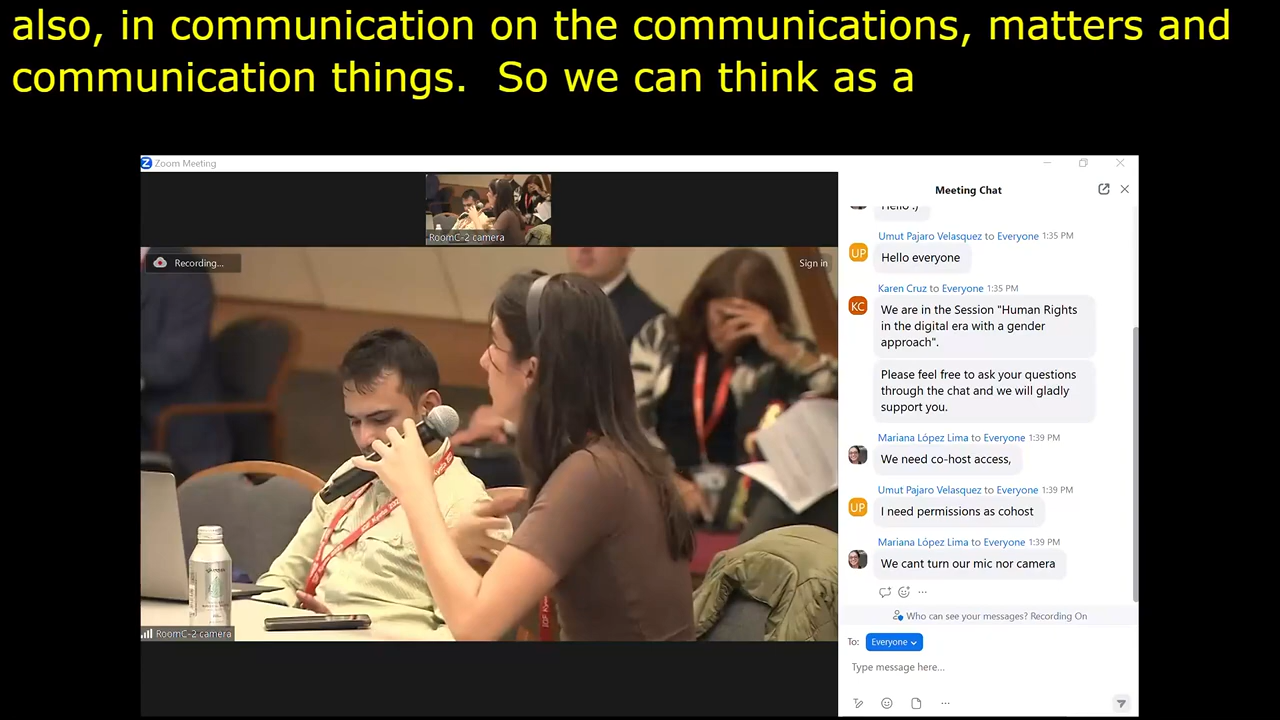 also, in communication on the communications, matters and
communication things.  So we can think as a
Zoom Meeting
RoomC-2 camera
Recording...
Sign in
RoomC-2 camera
Meeting Chat
Hello :)
Umut Pajaro Velasquez to Everyone 1:35 PM
UP
Hello everyone
Karen Cruz to Everyone 1:35 PM
KC
We are in the Session "Human Rights
in the digital era with a gender
approach".
Please feel free to ask your questions
through the chat and we will gladly
support you.
Mariana López Lima to Everyone 1:39 PM
We need co-host access,
Umut Pajaro Velasquez to Everyone 1:39 PM
UP
I need permissions as cohost
Mariana López Lima to Everyone 1:39 PM
We cant turn our mic nor camera
Who can see your messages? Recording On
To: Everyone
Type message here...